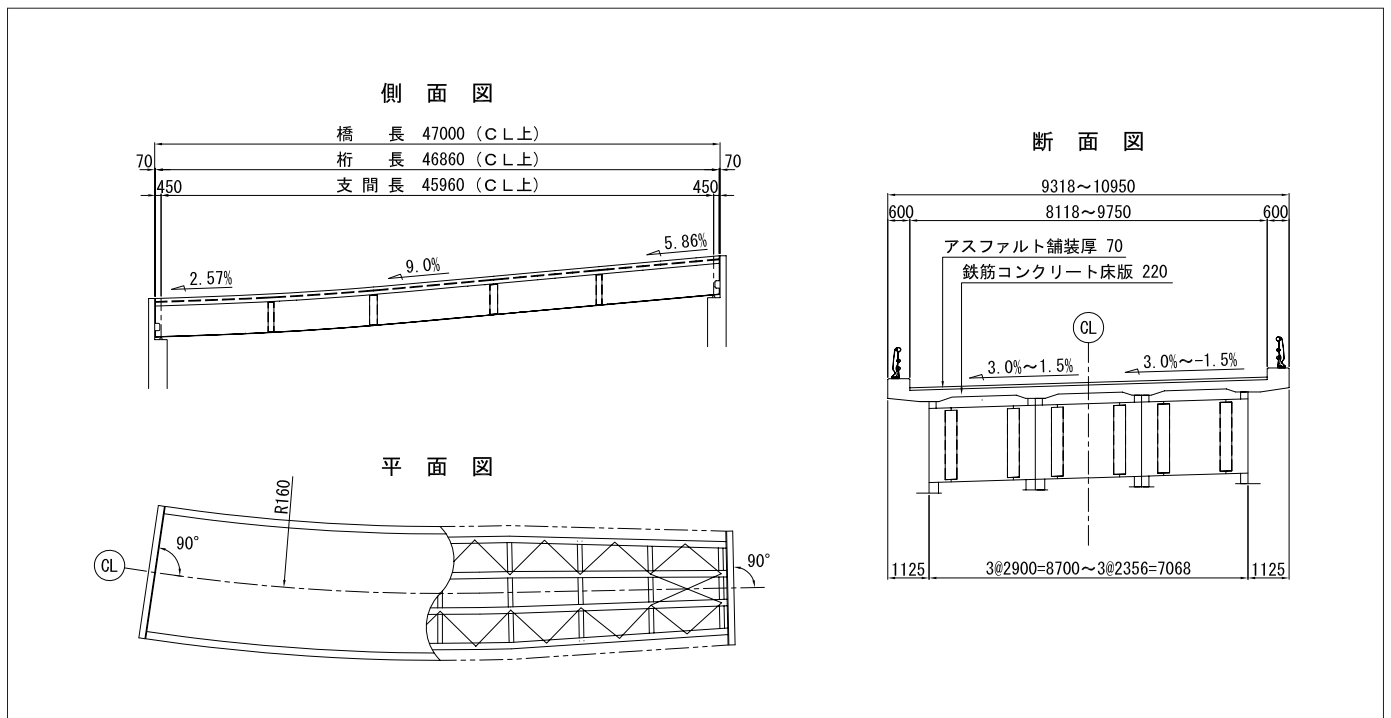 側面図
橋長 47000 (CL上)
70 桁長 46860 (CL上) 70
450 支間長 45960 (CL上) 450
2.57%
9.0%
5.86%
平面図
R160
90°
CL
90°
断面図
9318~10950
600 8118~9750 600
アスファルト舗装厚 70
鉄筋コンクリート床版 220
CL
3.0%~1.5%
3.0%~-1.5%
1125 3@2900=8700~3@2356=7068 1125